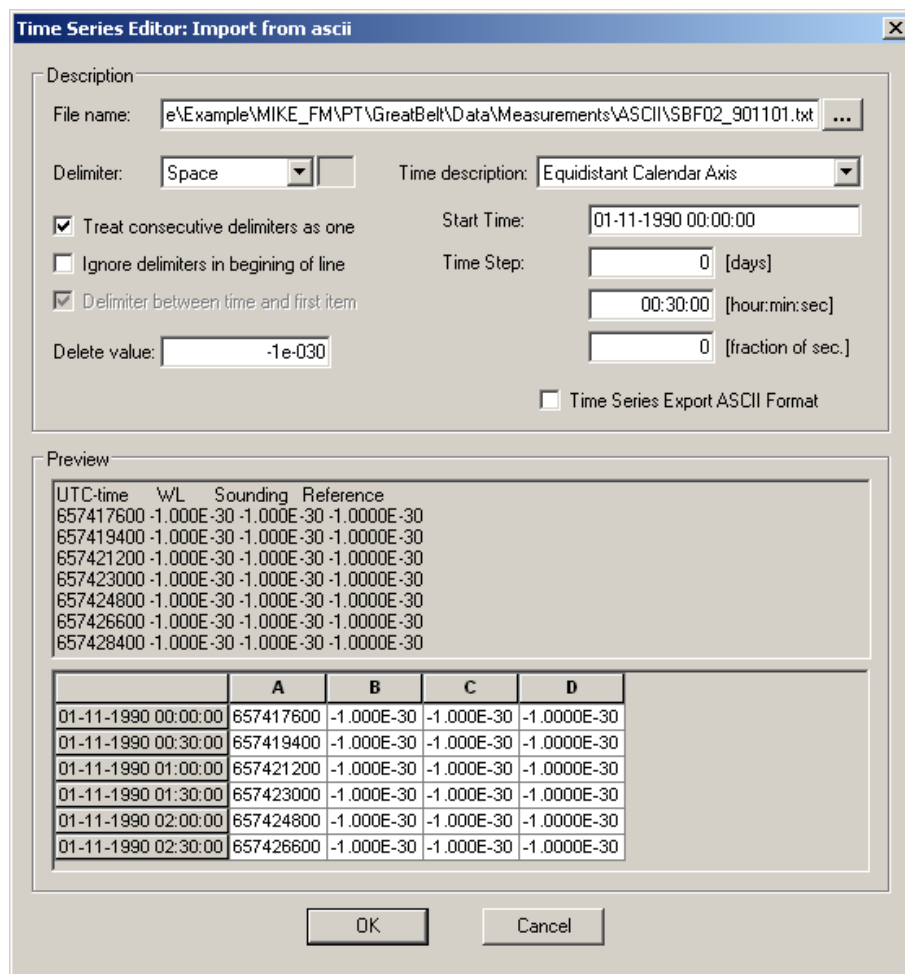 Time Series Editor: Import from ascii
Description
File name: e\Example\MIKE_FM\PT\GreatBelt\Data\Measurements\ASCII\SBF02_901101.txt ...
Delimiter: Space Time description: Equidistant Calendar Axis
Treat consecutive delimiters as one Start Time: 01-11-1990 00:00:00
Ignore delimiters in begining of line Time Step: 0 [days]
Delimiter between time and first item 00:30:00 [hour:min:sec]
Delete value: -1e-030 0 [fraction of sec.]
Time Series Export ASCII Format
Preview
UTC-time WL Sounding Reference
657417600 -1.000E-30 -1.000E-30 -1.0000E-30
657419400 -1.000E-30 -1.000E-30 -1.0000E-30
657421200 -1.000E-30 -1.000E-30 -1.0000E-30
657423000 -1.000E-30 -1.000E-30 -1.0000E-30
657424800 -1.000E-30 -1.000E-30 -1.0000E-30
657426600 -1.000E-30 -1.000E-30 -1.0000E-30
657428400 -1.000E-30 -1.000E-30 -1.0000E-30
A B C D
01-11-1990 00:00:00 657417600 -1.000E-30 -1.000E-30 -1.0000E-30
01-11-1990 00:30:00 657419400 -1.000E-30 -1.000E-30 -1.0000E-30
01-11-1990 01:00:00 657421200 -1.000E-30 -1.000E-30 -1.0000E-30
01-11-1990 01:30:00 657423000 -1.000E-30 -1.000E-30 -1.0000E-30
01-11-1990 02:00:00 657424800 -1.000E-30 -1.000E-30 -1.0000E-30
01-11-1990 02:30:00 657426600 -1.000E-30 -1.000E-30 -1.0000E-30
OK Cancel